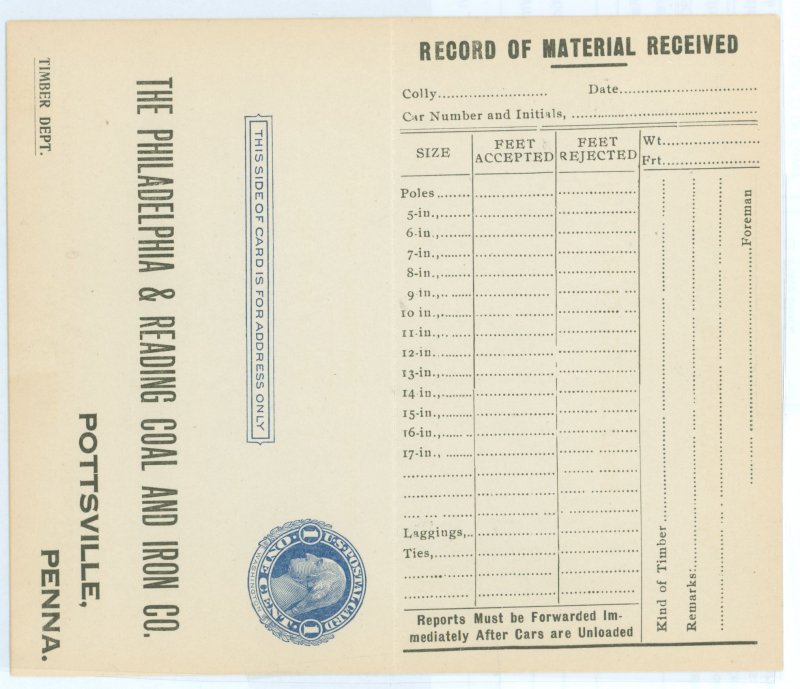 TIMBER DEPT.
THE PHILADELPHIA & READING COAL AND IRON CO.
POTTSVILLE,
PENNA.
THIS SIDE OF CARD IS FOR ADDRESS ONLY
U.S. POSTAL CARD
ONE CENT
1 1
RECORD OF MATERIAL RECEIVED
Colly........................ Date..............................
Car Number and Initials, ........................................
SIZE FEET ACCEPTED FEET REJECTED
Wt........................
Frt.......................
Poles
5-in.,
6-in.,
7-in.,
8-in.,
9-in.,
10 in.,
11-in.,
12-in.
13-in.,
14 in.,
15-in.,
16-in.,
17-in.,
Laggings,
Ties,
Kind of Timber
Remarks:
Foreman
Reports Must be Forwarded Im-
mediately After Cars are Unloaded